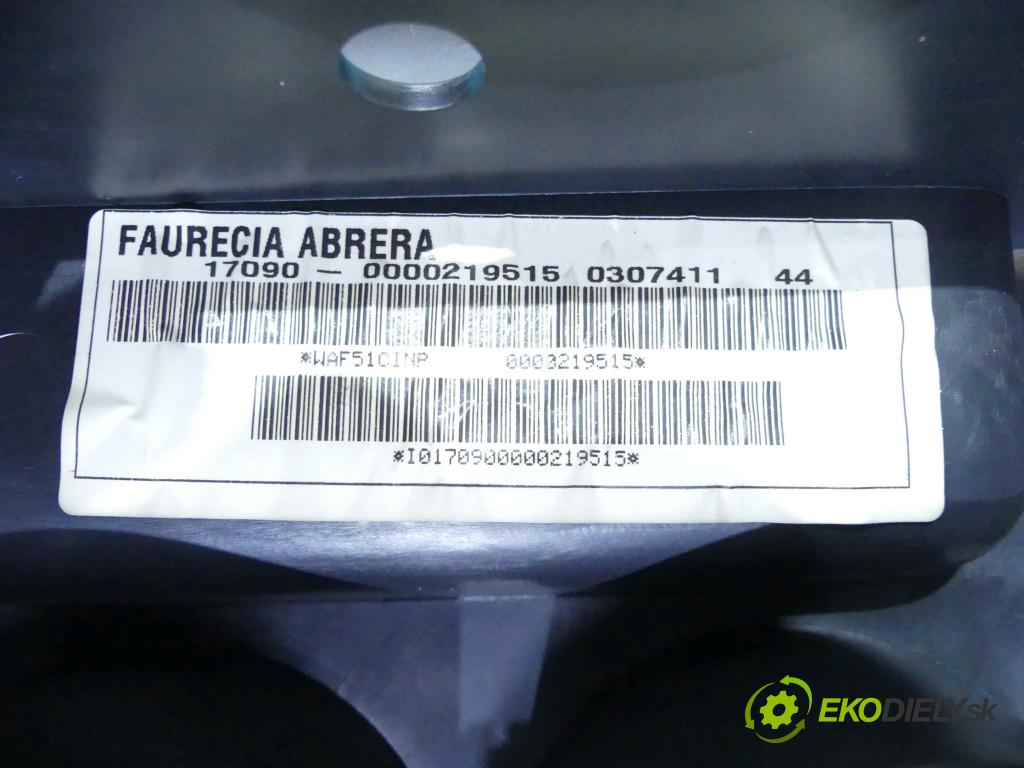 FAURECIA ABRERA
17090 - 0000219515 0307411 44
*WAF51CINP 0003219515*
*I0170900000219515*
EKODIELY.sk